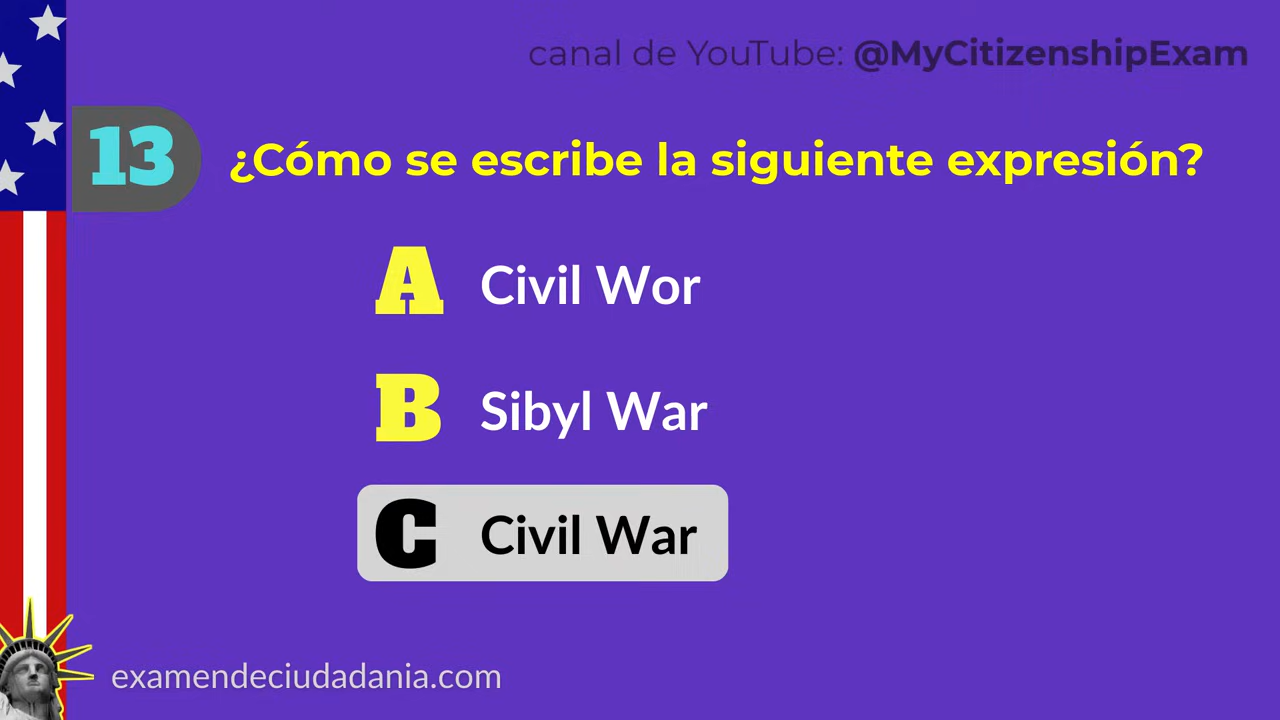 canal de YouTube: @MyCitizenshipExam
13 ¿Cómo se escribe la siguiente expresión?
A Civil Wor
B Sibyl War
C Civil War
examendeciudadania.com